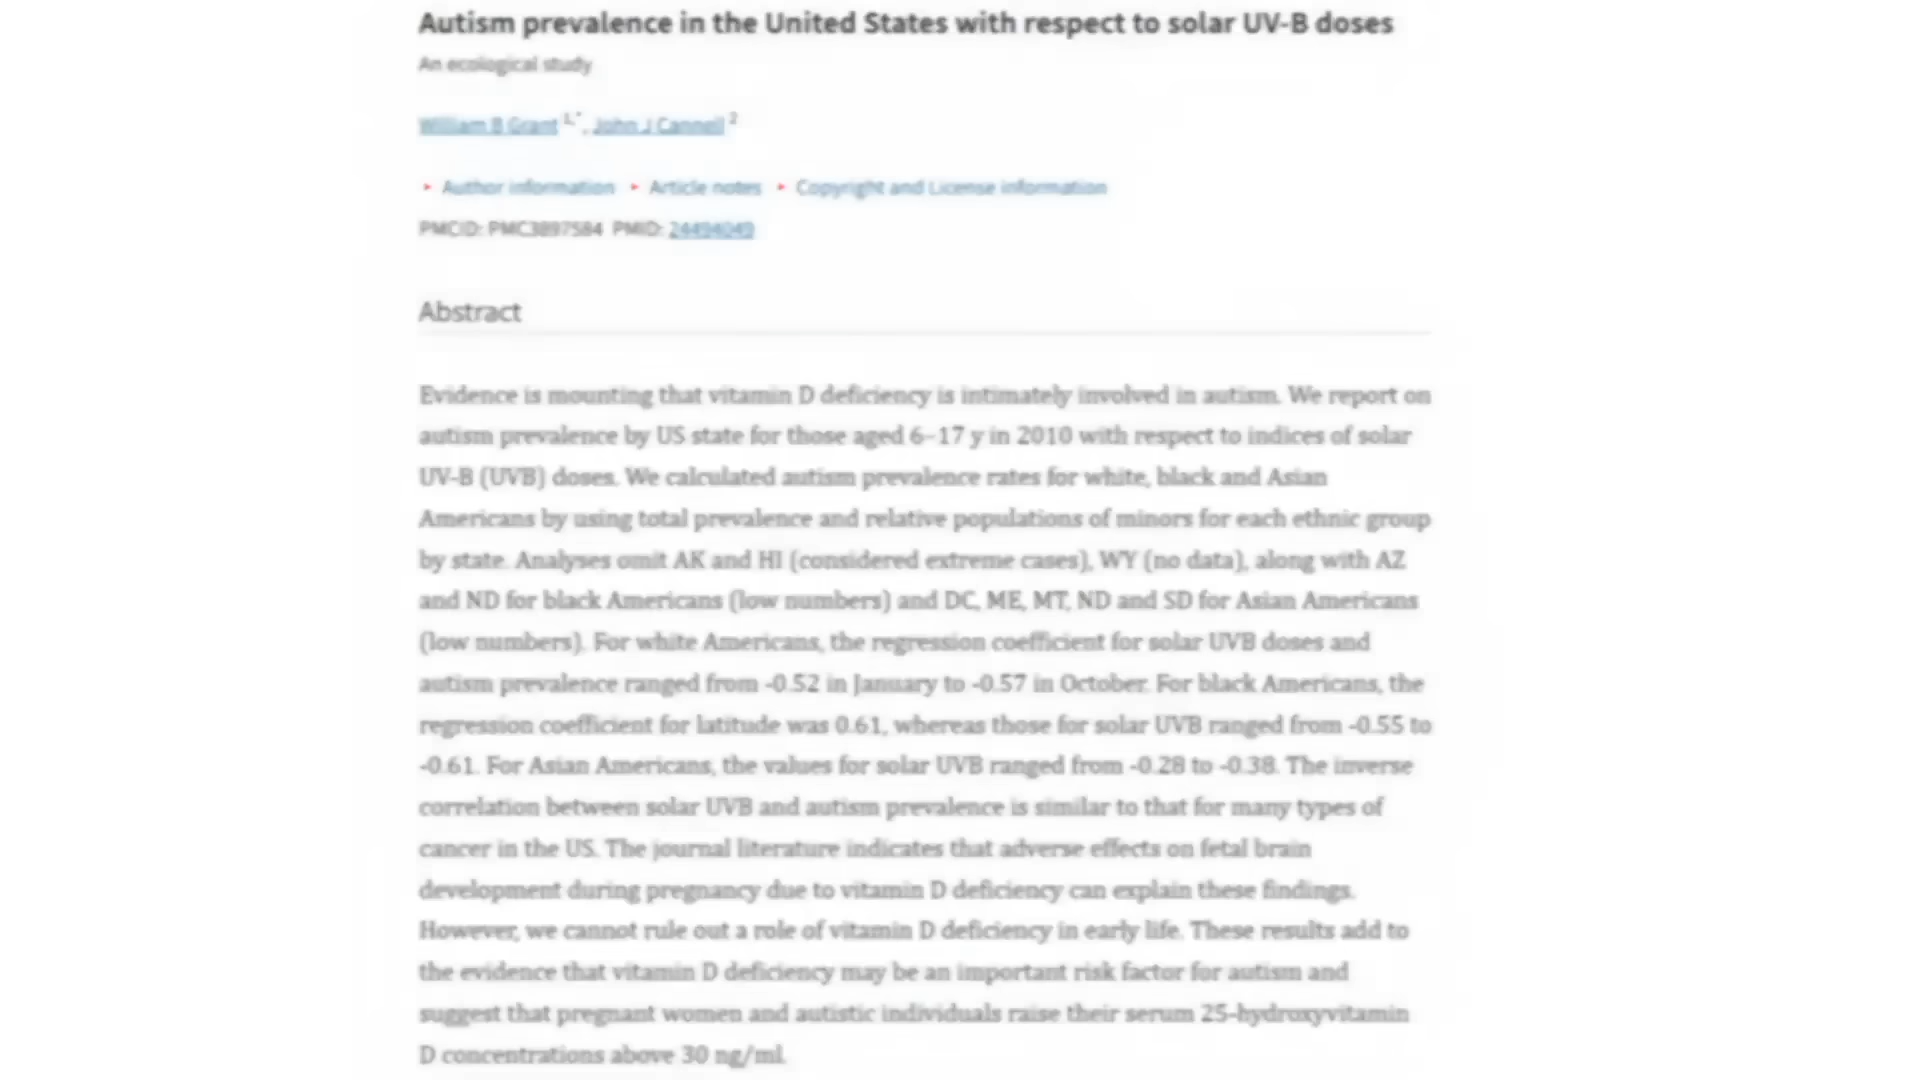 Autism prevalence in the United States with respect to solar UV-B doses
An ecological study
William B Grant 1,*, John J Cannell 2
Author information Article notes Copyright and License information
PMCID: PMC3897584 PMID: 24494049
Abstract
Evidence is mounting that vitamin D deficiency is intimately involved in autism. We report on
autism prevalence by US state for those aged 6–17 y in 2010 with respect to indices of solar
UV-B (UVB) doses. We calculated autism prevalence rates for white, black and Asian
Americans by using total prevalence and relative populations of minors for each ethnic group
by state. Analyses omit AK and HI (considered extreme cases), WY (no data), along with AZ
and ND for black Americans (low numbers) and DC, ME, MT, ND and SD for Asian Americans
(low numbers). For white Americans, the regression coefficient for solar UVB doses and
autism prevalence ranged from -0.52 in January to -0.57 in October. For black Americans, the
regression coefficient for latitude was 0.61, whereas those for solar UVB ranged from -0.55 to
-0.61. For Asian Americans, the values for solar UVB ranged from -0.28 to -0.38. The inverse
correlation between solar UVB and autism prevalence is similar to that for many types of
cancer in the US. The journal literature indicates that adverse effects on fetal brain
development during pregnancy due to vitamin D deficiency can explain these findings.
However, we cannot rule out a role of vitamin D deficiency in early life. These results add to
the evidence that vitamin D deficiency may be an important risk factor for autism and
suggest that pregnant women and autistic individuals raise their serum 25-hydroxyvitamin
D concentrations above 30 ng/ml.